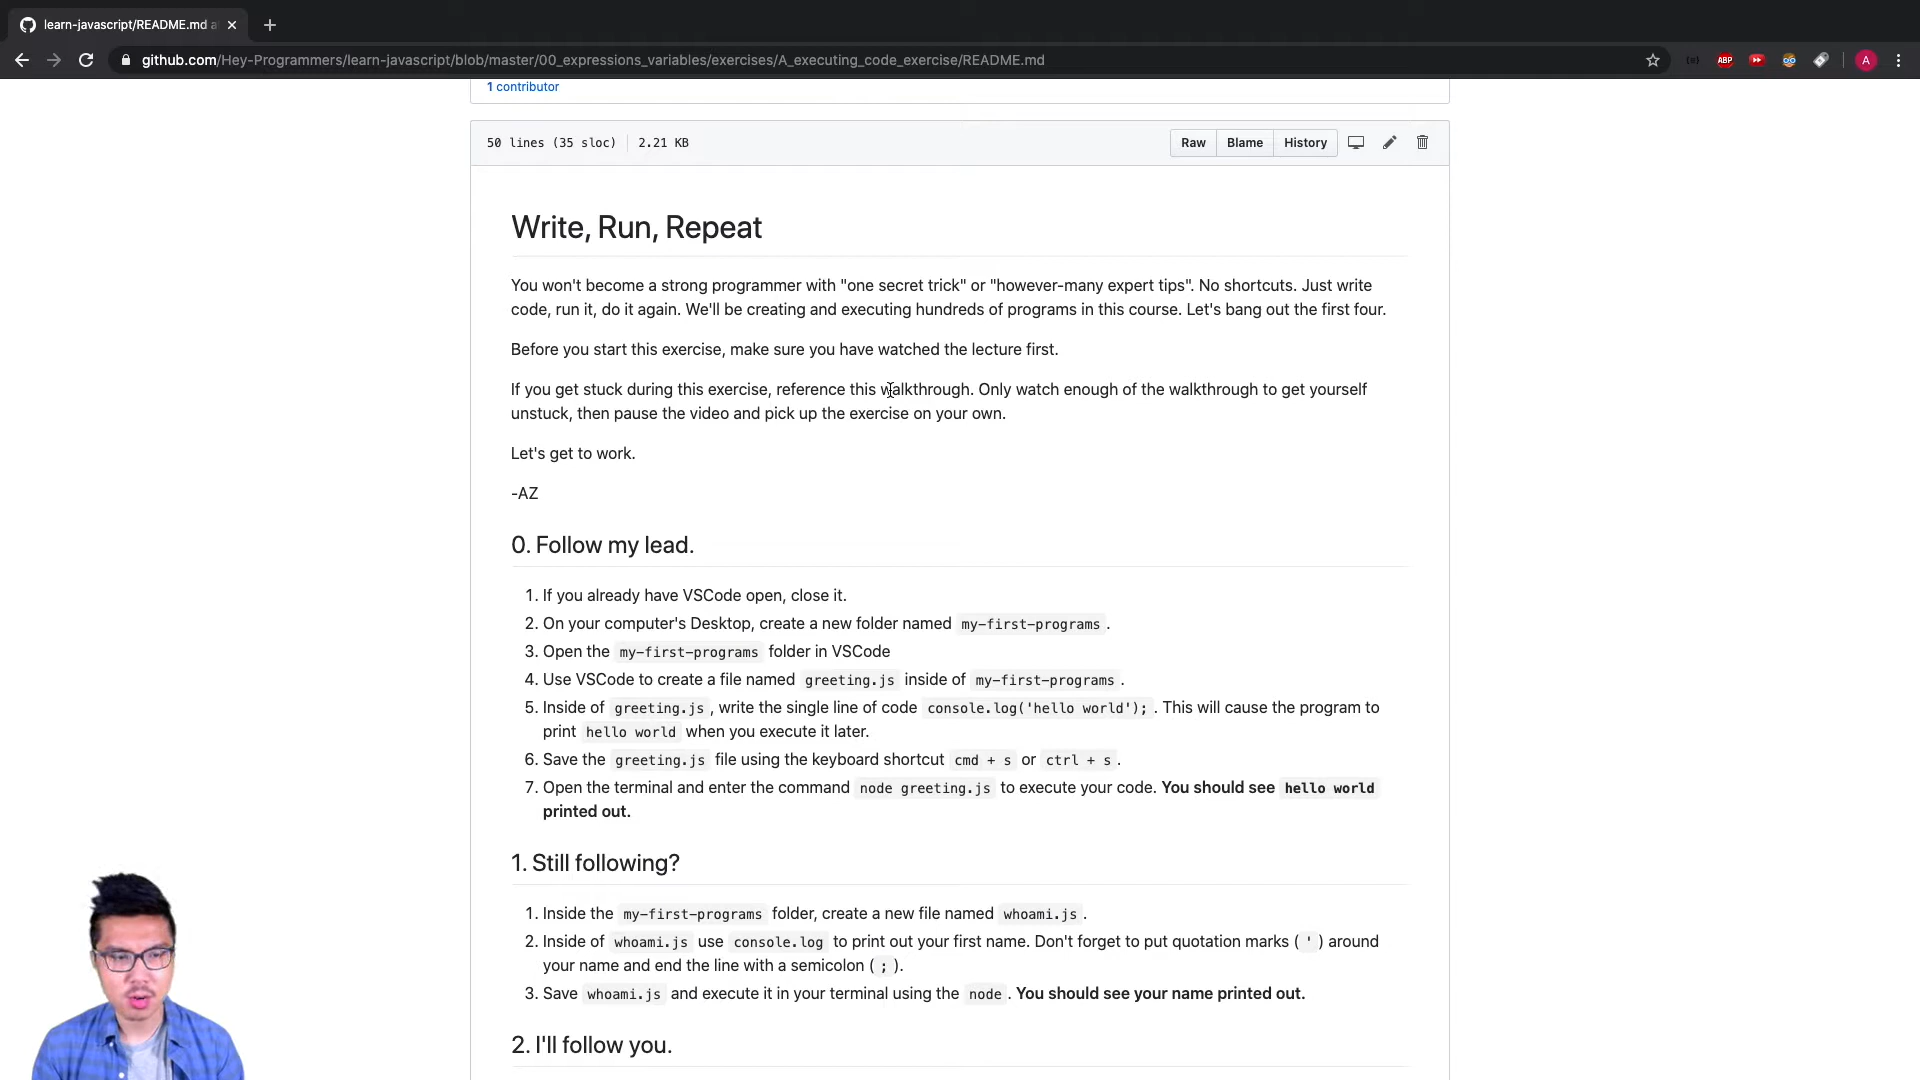 learn-javascript/README.md a
github.com/Hey-Programmers/learn-javascript/blob/master/00_expressions_variables/exercises/A_executing_code_exercise/README.md
ABP
A
1 contributor
50 lines (35 sloc) 2.21 KB
Raw Blame History
Write, Run, Repeat
You won't become a strong programmer with "one secret trick" or "however-many expert tips". No shortcuts. Just write
code, run it, do it again. We'll be creating and executing hundreds of programs in this course. Let's bang out the first four.
Before you start this exercise, make sure you have watched the lecture first.
If you get stuck during this exercise, reference this walkthrough. Only watch enough of the walkthrough to get yourself
unstuck, then pause the video and pick up the exercise on your own.
Let's get to work.
-AZ
0. Follow my lead.
1. If you already have VSCode open, close it.
2. On your computer's Desktop, create a new folder named my-first-programs .
3. Open the my-first-programs folder in VSCode
4. Use VSCode to create a file named greeting.js inside of my-first-programs .
5. Inside of greeting.js , write the single line of code console.log('hello world'); . This will cause the program to
print hello world when you execute it later.
6. Save the greeting.js file using the keyboard shortcut cmd + s or ctrl + s .
7. Open the terminal and enter the command node greeting.js to execute your code. You should see hello world
printed out.
1. Still following?
1. Inside the my-first-programs folder, create a new file named whoami.js .
2. Inside of whoami.js use console.log to print out your first name. Don't forget to put quotation marks ( ' ) around
your name and end the line with a semicolon ( ; ).
3. Save whoami.js and execute it in your terminal using the node . You should see your name printed out.
2. I'll follow you.